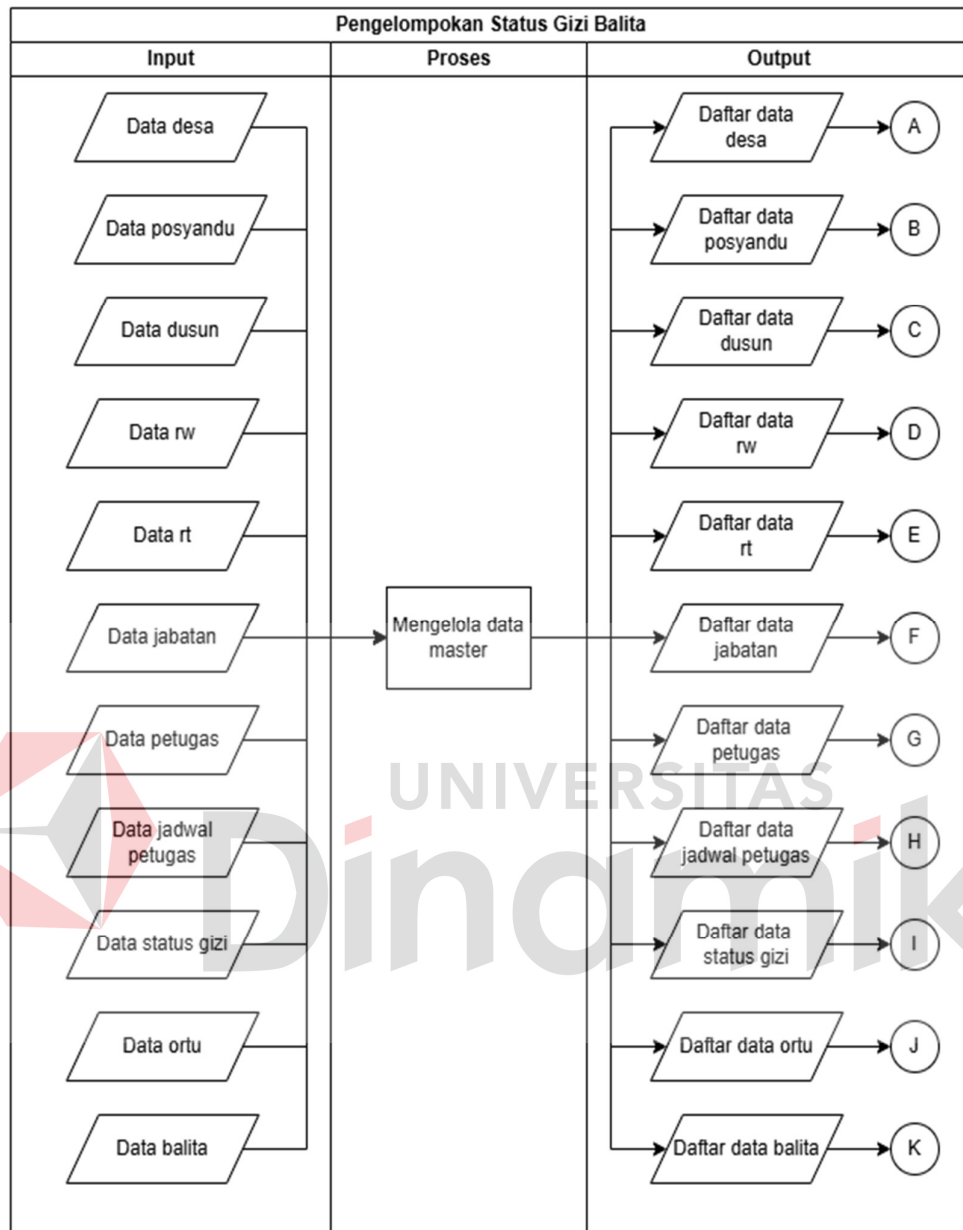 Pengelompokan Status Gizi Balita
Input
Proses
Output
Data desa
Daftar data
desa
A
Data posyandu
Daftar data
posyandu
B
Data dusun
Daftar data
dusun
C
Data rw
Daftar data
rw
D
Data rt
Daftar data
rt
E
Data jabatan
Mengelola data
master
Daftar data
jabatan
F
Data petugas
Daftar data
petugas
G
UNIVERSITAS
Dinamik
Data jadwal
petugas
Daftar data
jadwal petugas
H
Data status gizi
Daftar data
status gizi
I
Data ortu
Daftar data ortu
J
Data balita
Daftar data balita
K